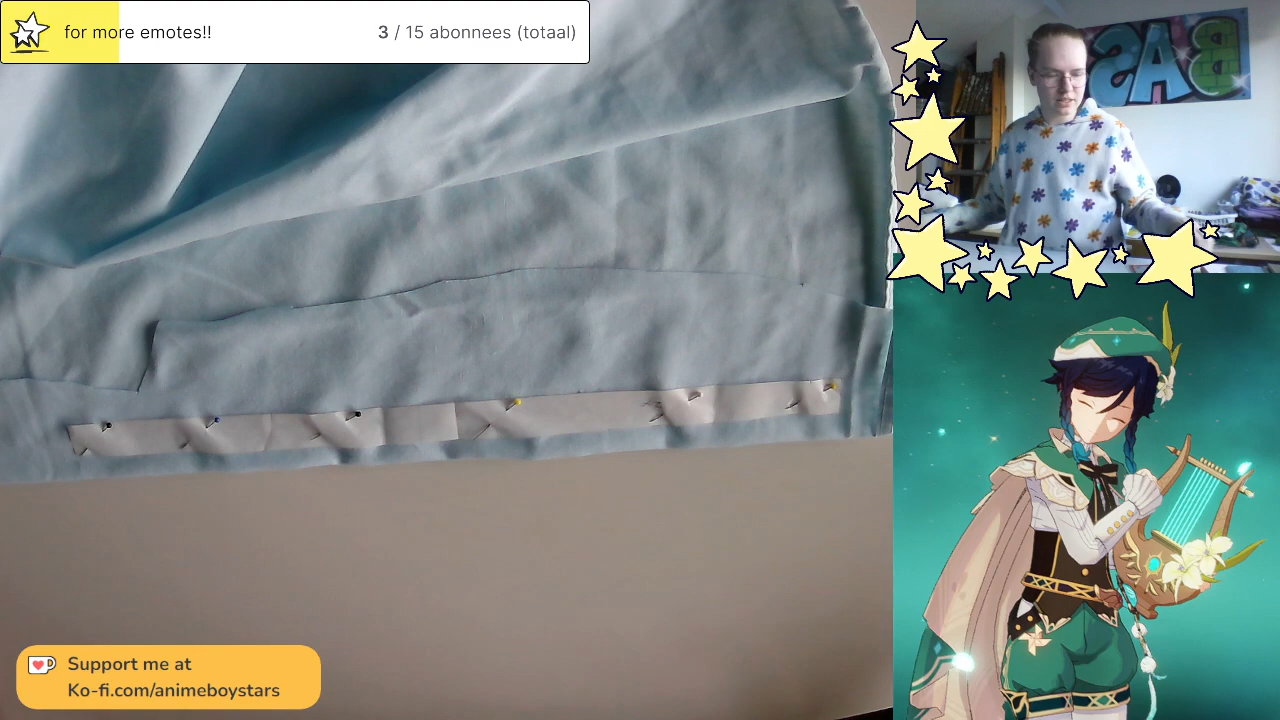 for more emotes!!
3 / 15 abonnees (totaal)
BAS
Support me at
Ko-fi.com/animeboystars